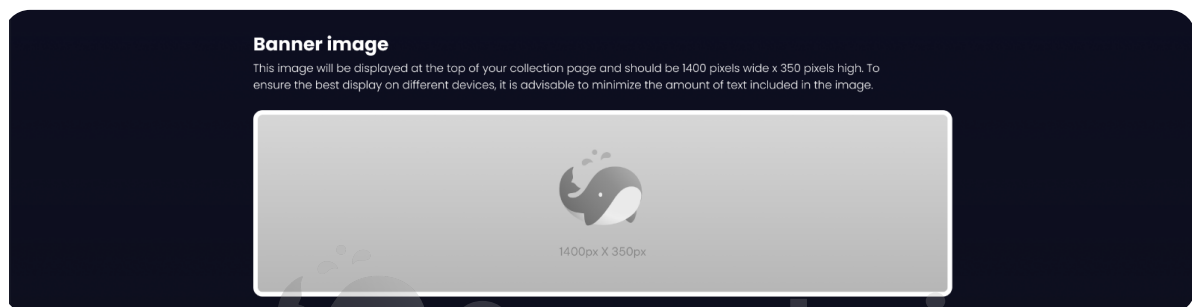 Banner image
This image will be displayed at the top of your collection page and should be 1400 pixels wide x 350 pixels high. To
ensure the best display on different devices, it is advisable to minimize the amount of text included in the image.
1400px X 350px